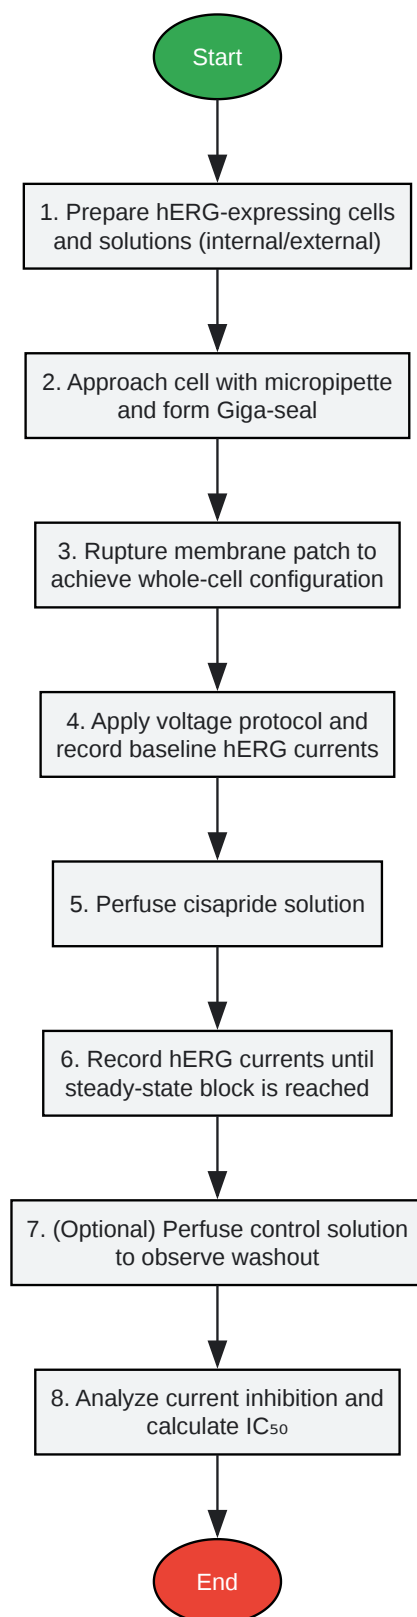 Start
1. Prepare hERG-expressing cells
and solutions (internal/external)
2. Approach cell with micropipette
and form Giga-seal
3. Rupture membrane patch to
achieve whole-cell configuration
4. Apply voltage protocol and
record baseline hERG currents
5. Perfuse cisapride solution
6. Record hERG currents until
steady-state block is reached
7. (Optional) Perfuse control solution
to observe washout
8. Analyze current inhibition and
calculate IC₅₀
End